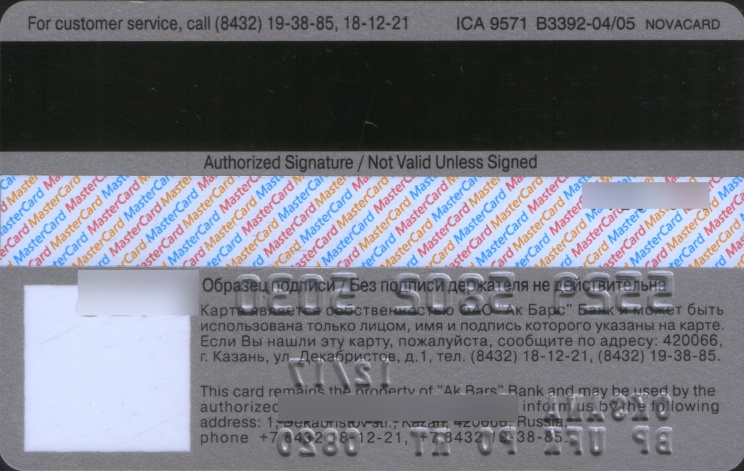 For customer service, call (8432) 19-38-85, 18-12-21 ICA 9571 B3392-04/05 NOVACARD
Authorized Signature / Not Valid Unless Signed
MasterCard MasterCard MasterCard MasterCard
Образец подписи / Без подписи держателя не действительна
Карта является собственностью ОАО "Ак Барс" Банк и может быть
использована только лицом, имя и подпись которого указаны на карте.
Если Вы нашли эту карту, пожалуйста, сообщите по адресу: 420066,
г. Казань, ул. Декабристов, д.1, тел. (8432) 18-12-21, (8432) 19-38-85.
This card remains the property of "Ak Bars" Bank and may be used by the
authorized inform us by the following
address: 1, Dekabristov str., Kazan, 420066, Russia
phone +7 8432 18-12-21, +7 8432 19-38-85